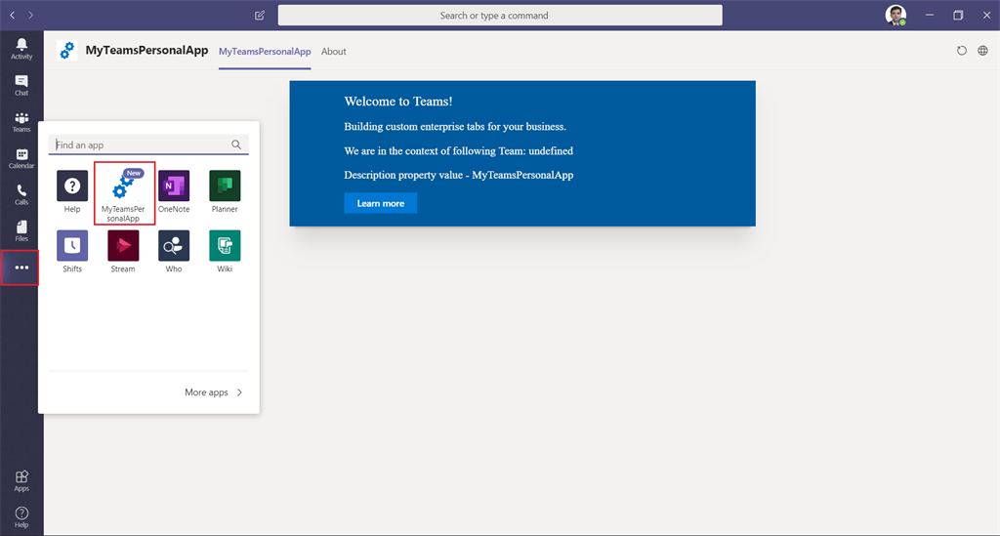 Search or type a command
Activity
Chat
Teams
Calendar
Calls
Files
Apps
Help
MyTeamsPersonalApp
MyTeamsPersonalApp
About
Find an app
Help
New
MyTeamsPer
sonalApp
N
OneNote
Planner
Shifts
Stream
Who
Wiki
More apps
Welcome to Teams!
Building custom enterprise tabs for your business.
We are in the context of following Team: undefined
Description property value - MyTeamsPersonalApp
Learn more